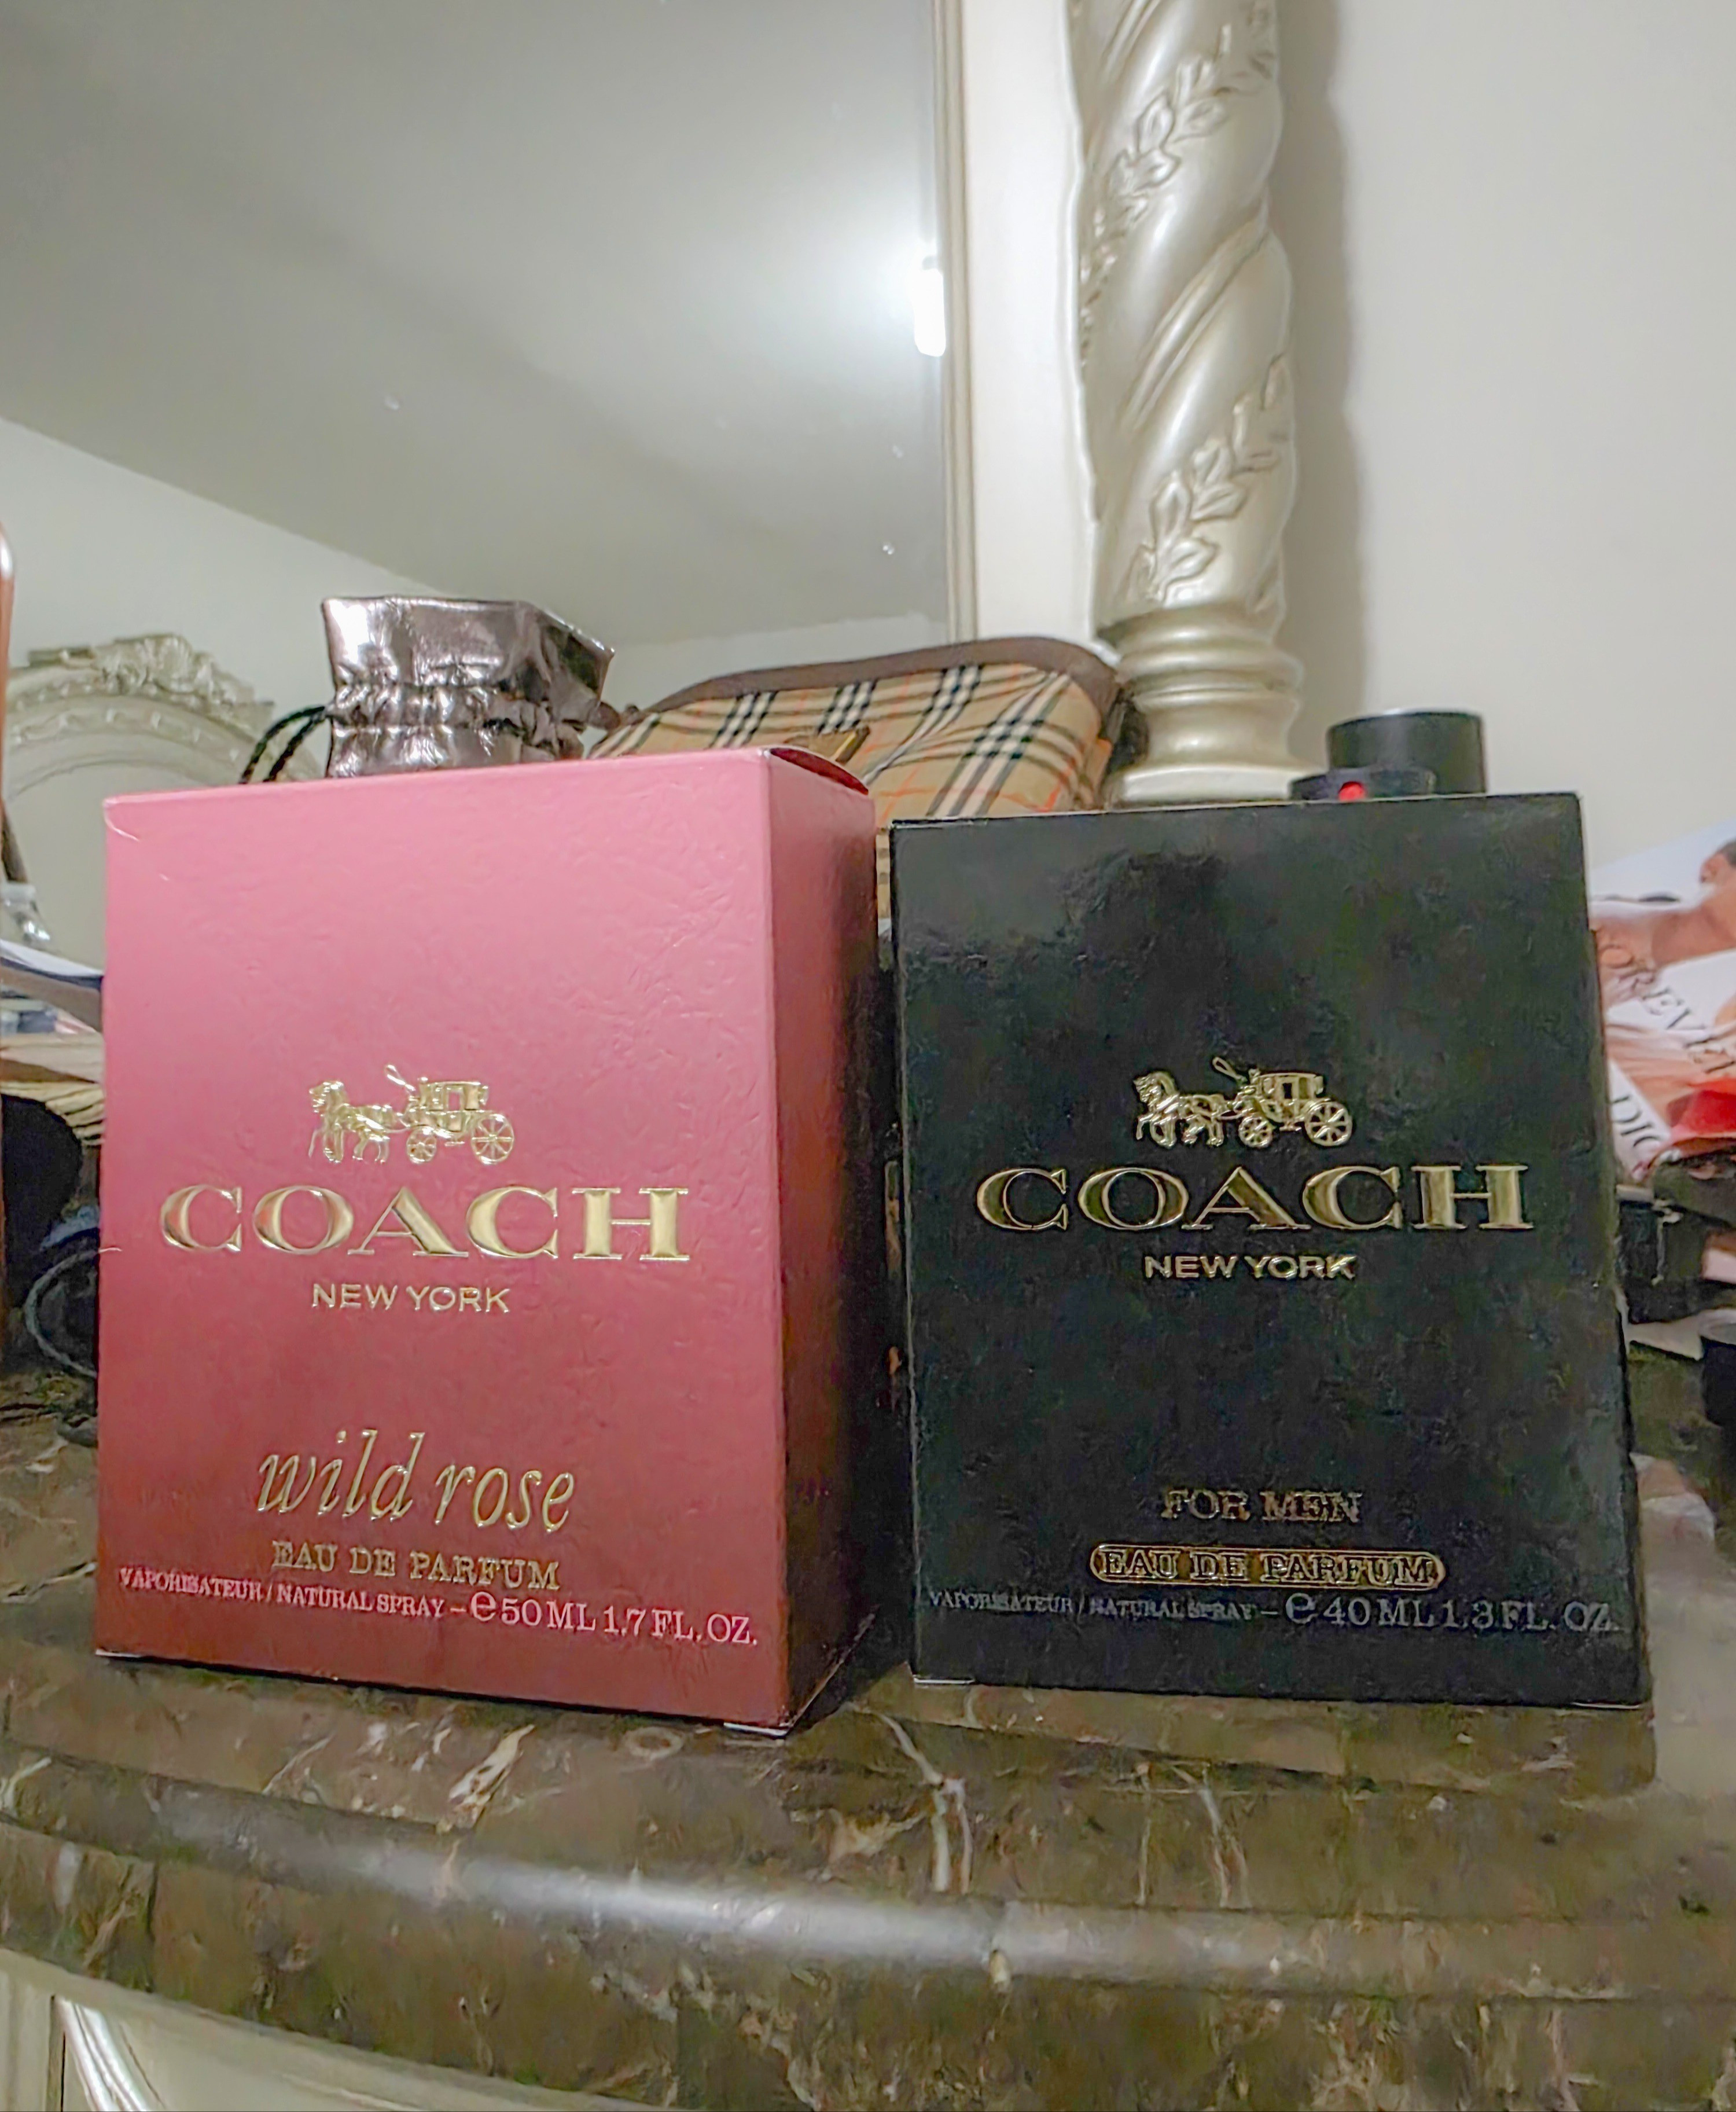 COACH
NEW YORK
wild rose
EAU DE PARFUM
VAPORISATEUR / NATURAL SPRAY – ℮ 50 ML 1.7 FL. OZ.
COACH
NEW YORK
FOR MEN
EAU DE PARFUM
VAPORISATEUR / NATURAL SPRAY – ℮ 40 ML 1.3 FL. OZ.